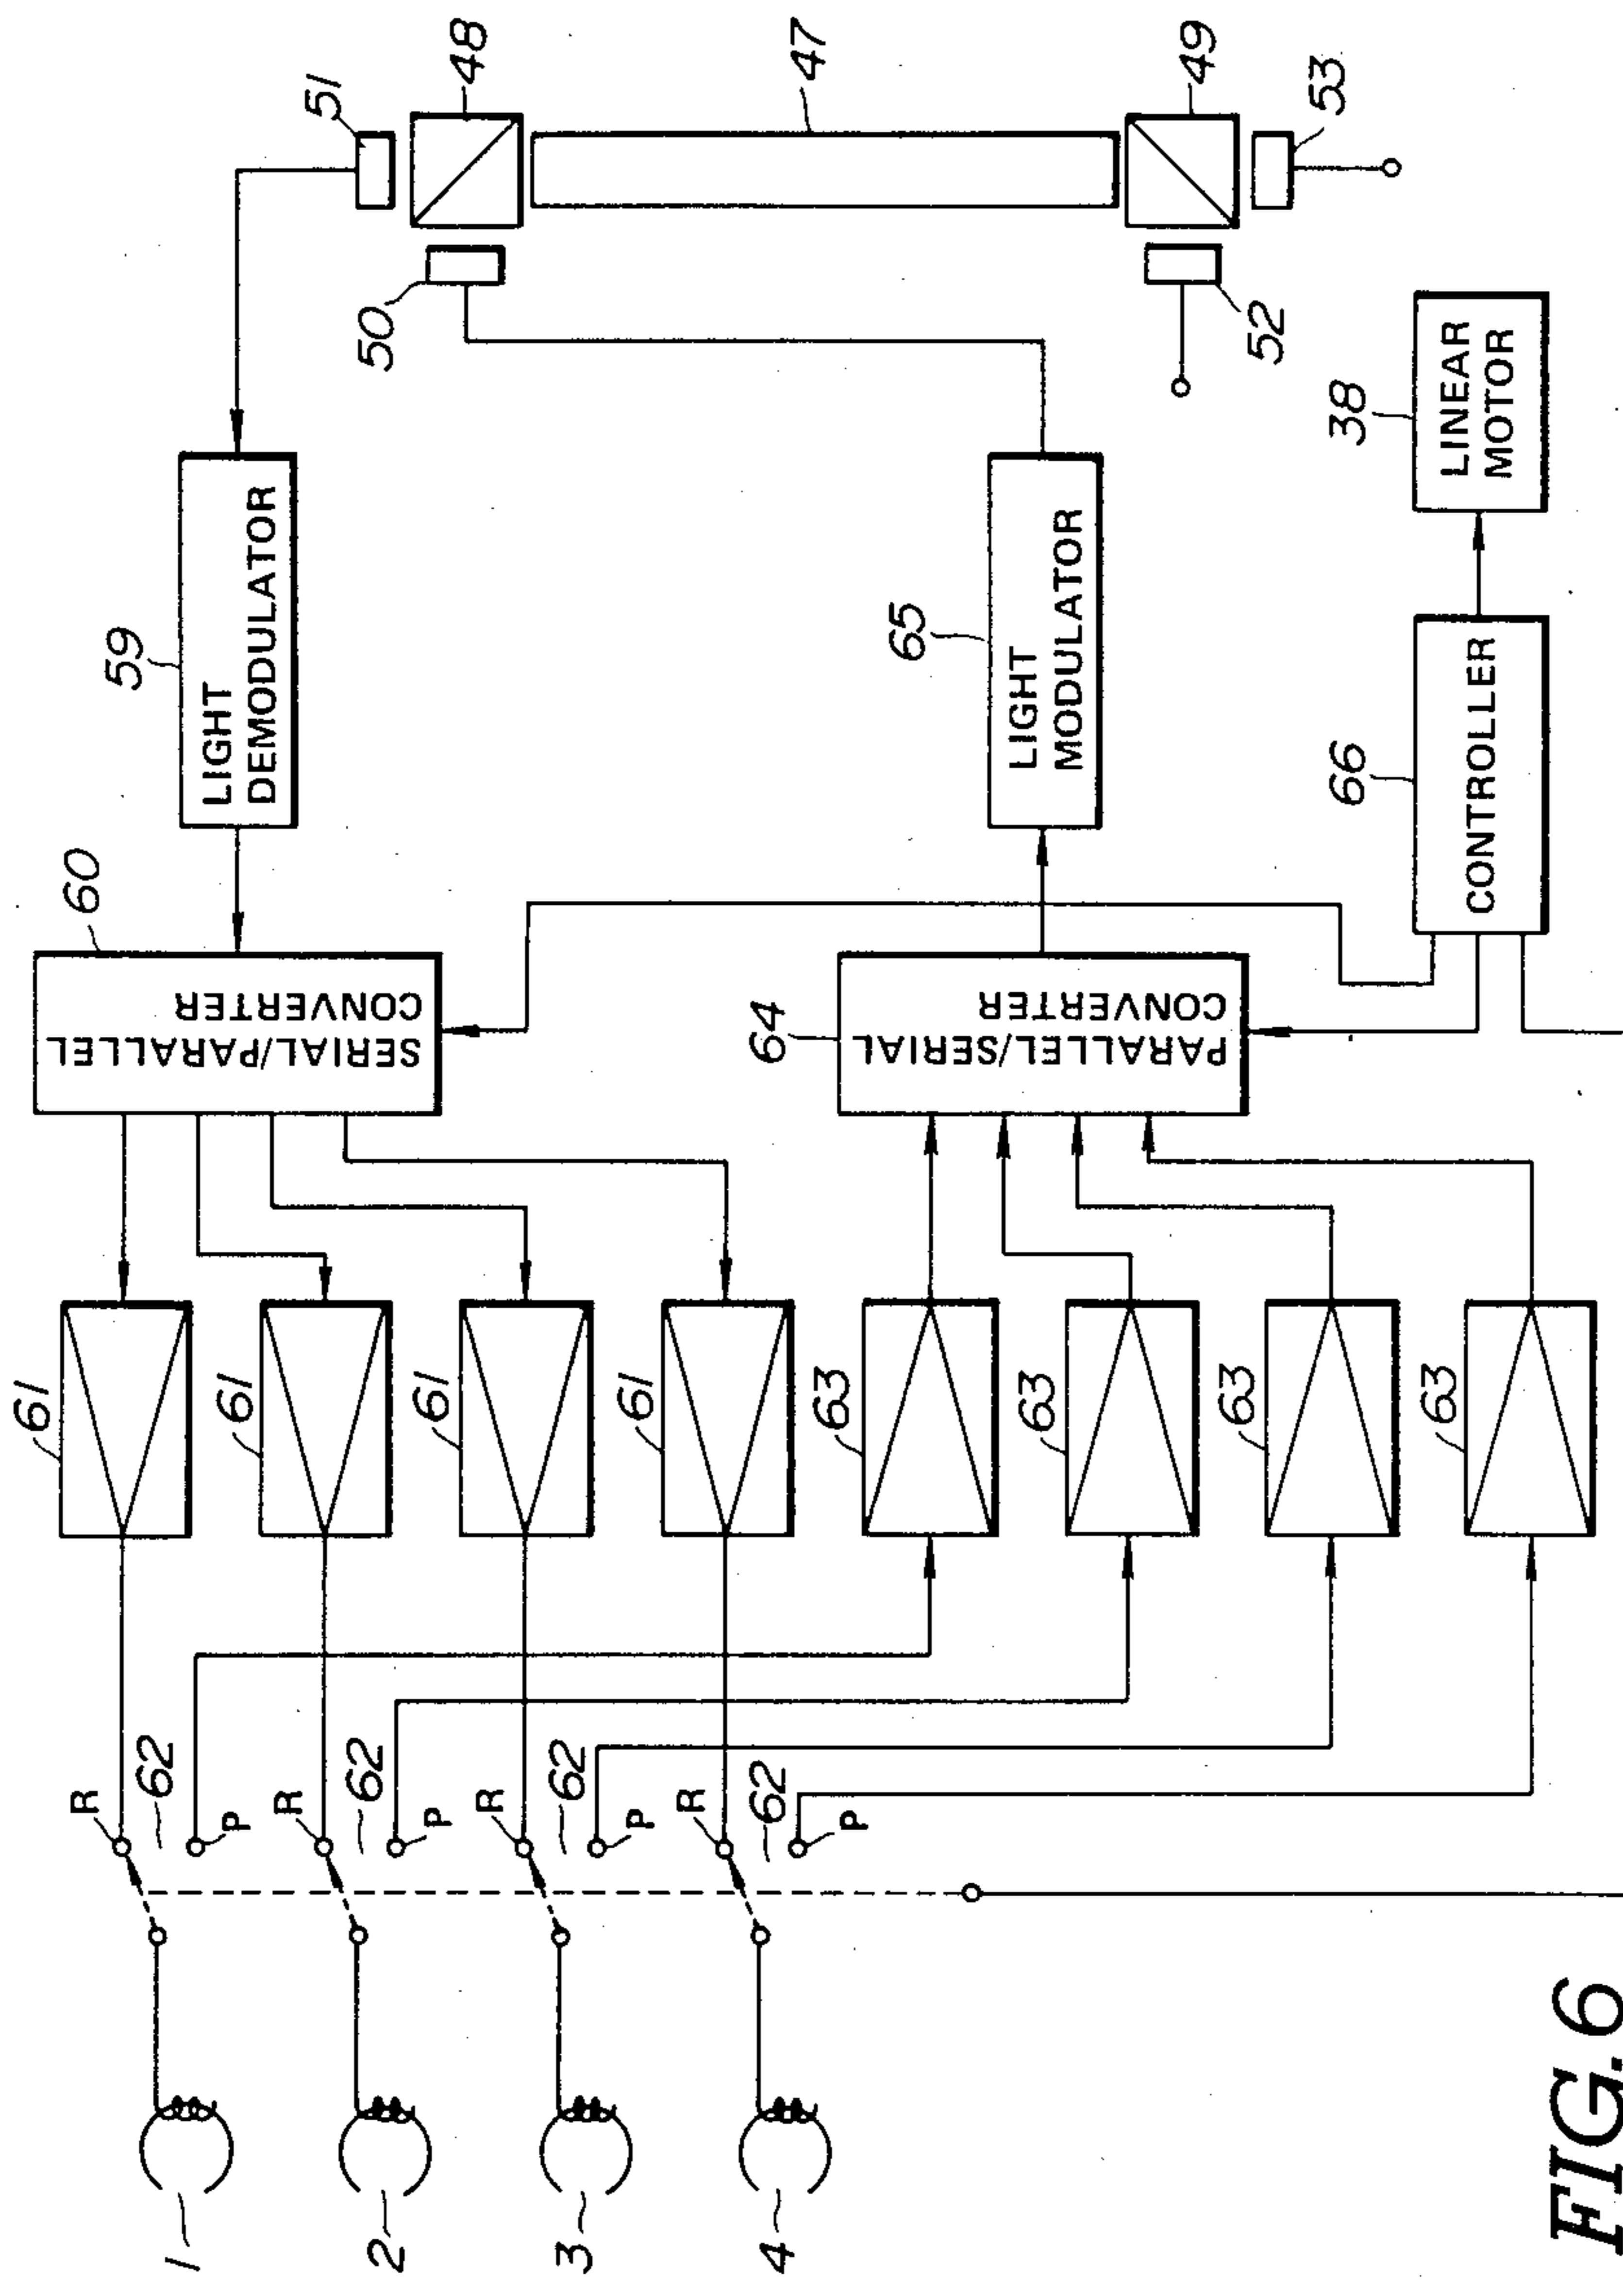 51
48
47
49
53
50
52
59
LIGHT
DEMODULATOR
65
LIGHT
MODULATOR
38
LINEAR
MOTOR
60
SERIAL/PARALLEL
CONVERTER
64
PARALLEL/SERIAL
CONVERTER
66
CONTROLLER
61
61
61
61
63
63
63
63
R
62
P
R
62
P
R
62
P
R
62
P
1
2
3
4
FIG. 6